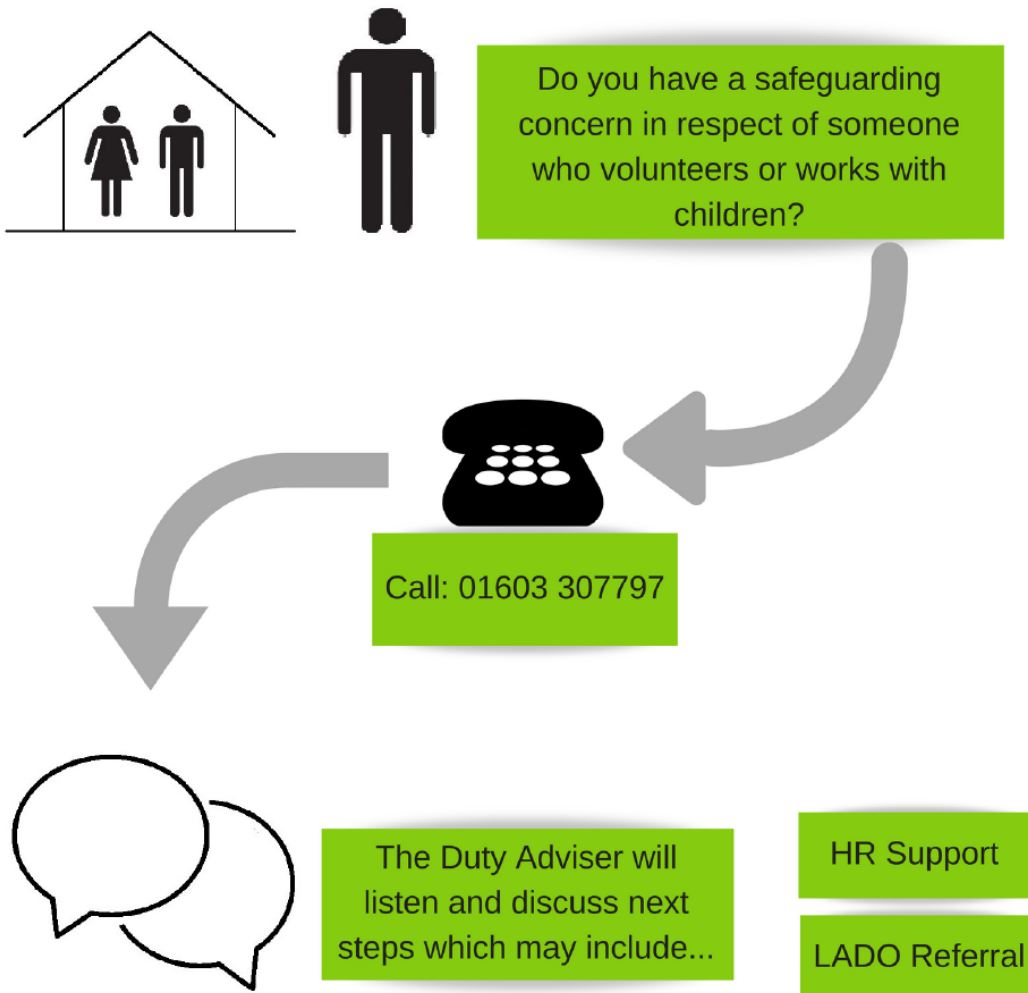 Do you have a safeguarding
concern in respect of someone
who volunteers or works with
children?
Call: 01603 307797
The Duty Adviser will
listen and discuss next
steps which may include...
HR Support
LADO Referral